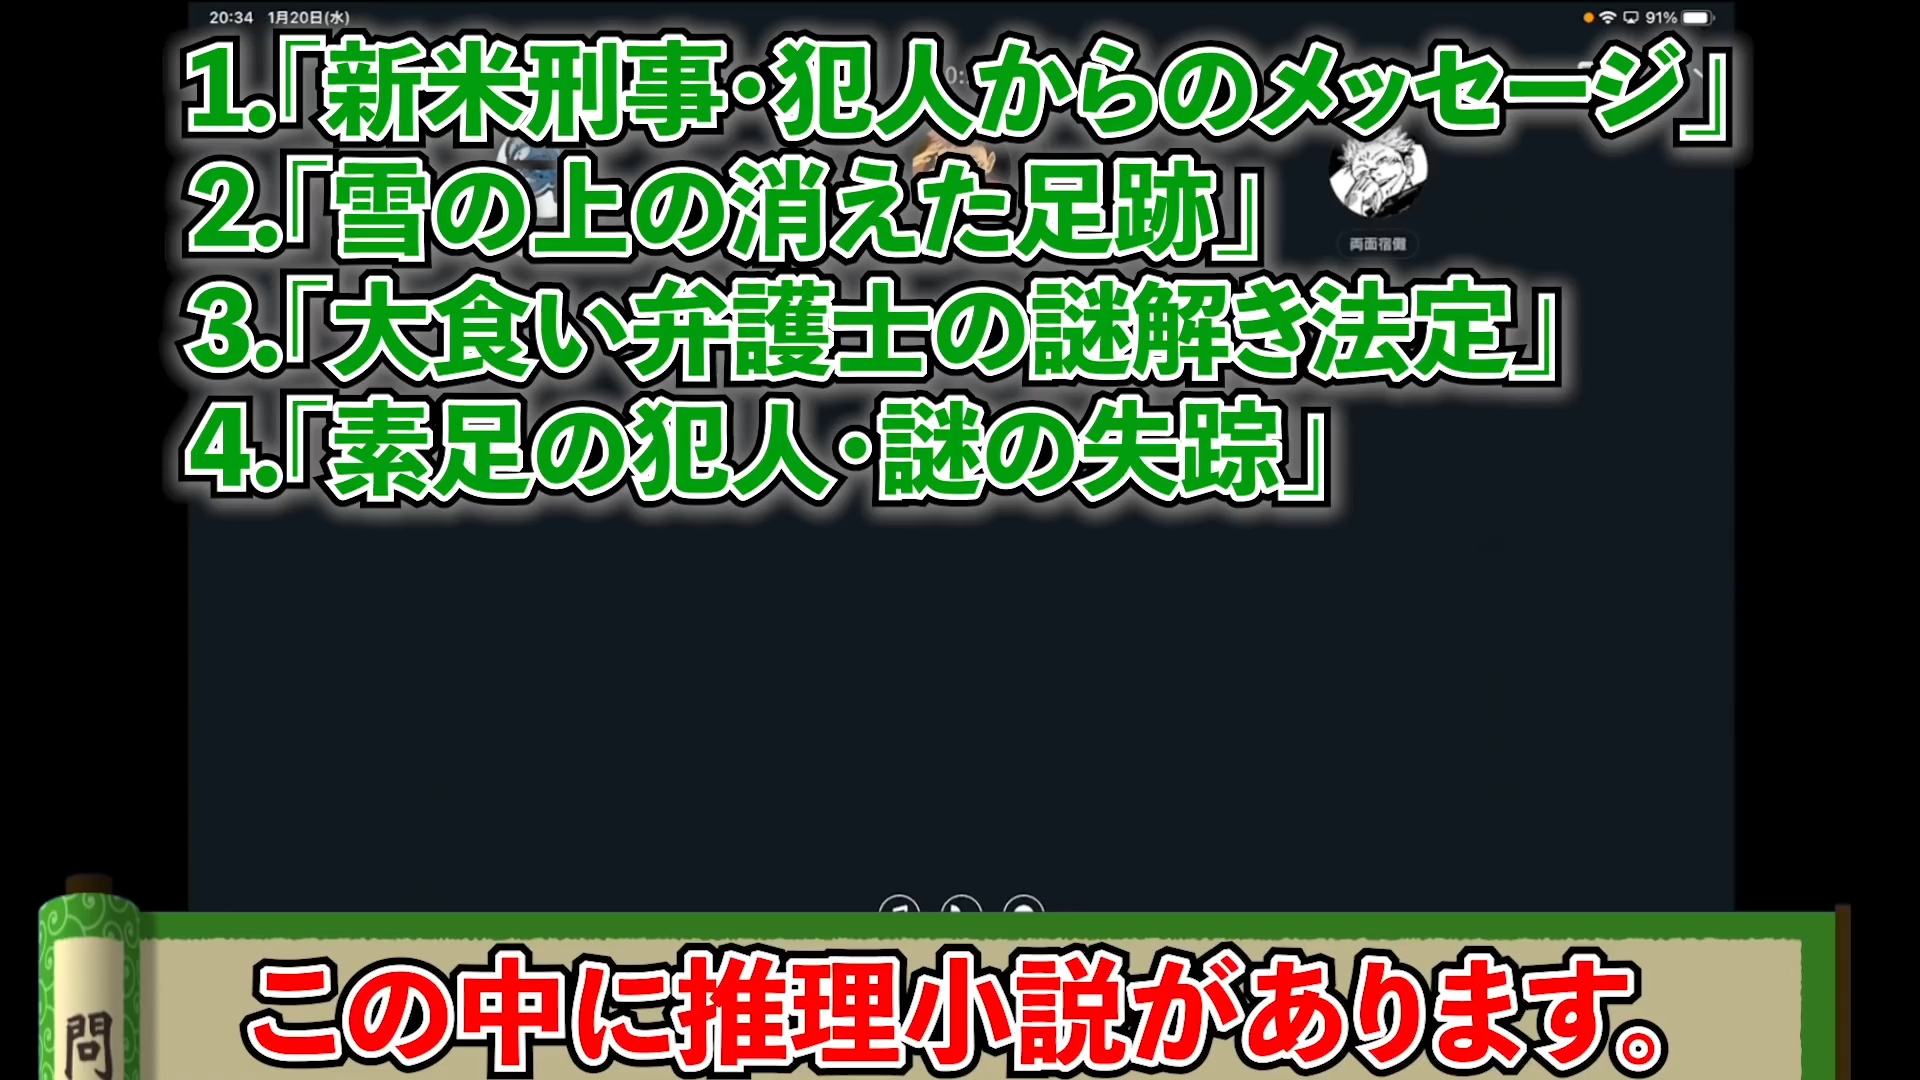 20:34 1月20日(水)
91%
1.『新米刑事・犯人からのメッセージ』
2.『雪の上の消えた足跡』
両面宿儺
3.『大食い弁護士の謎解き法定』
4.『素足の犯人・謎の失踪』
問
この中に推理小説があります。